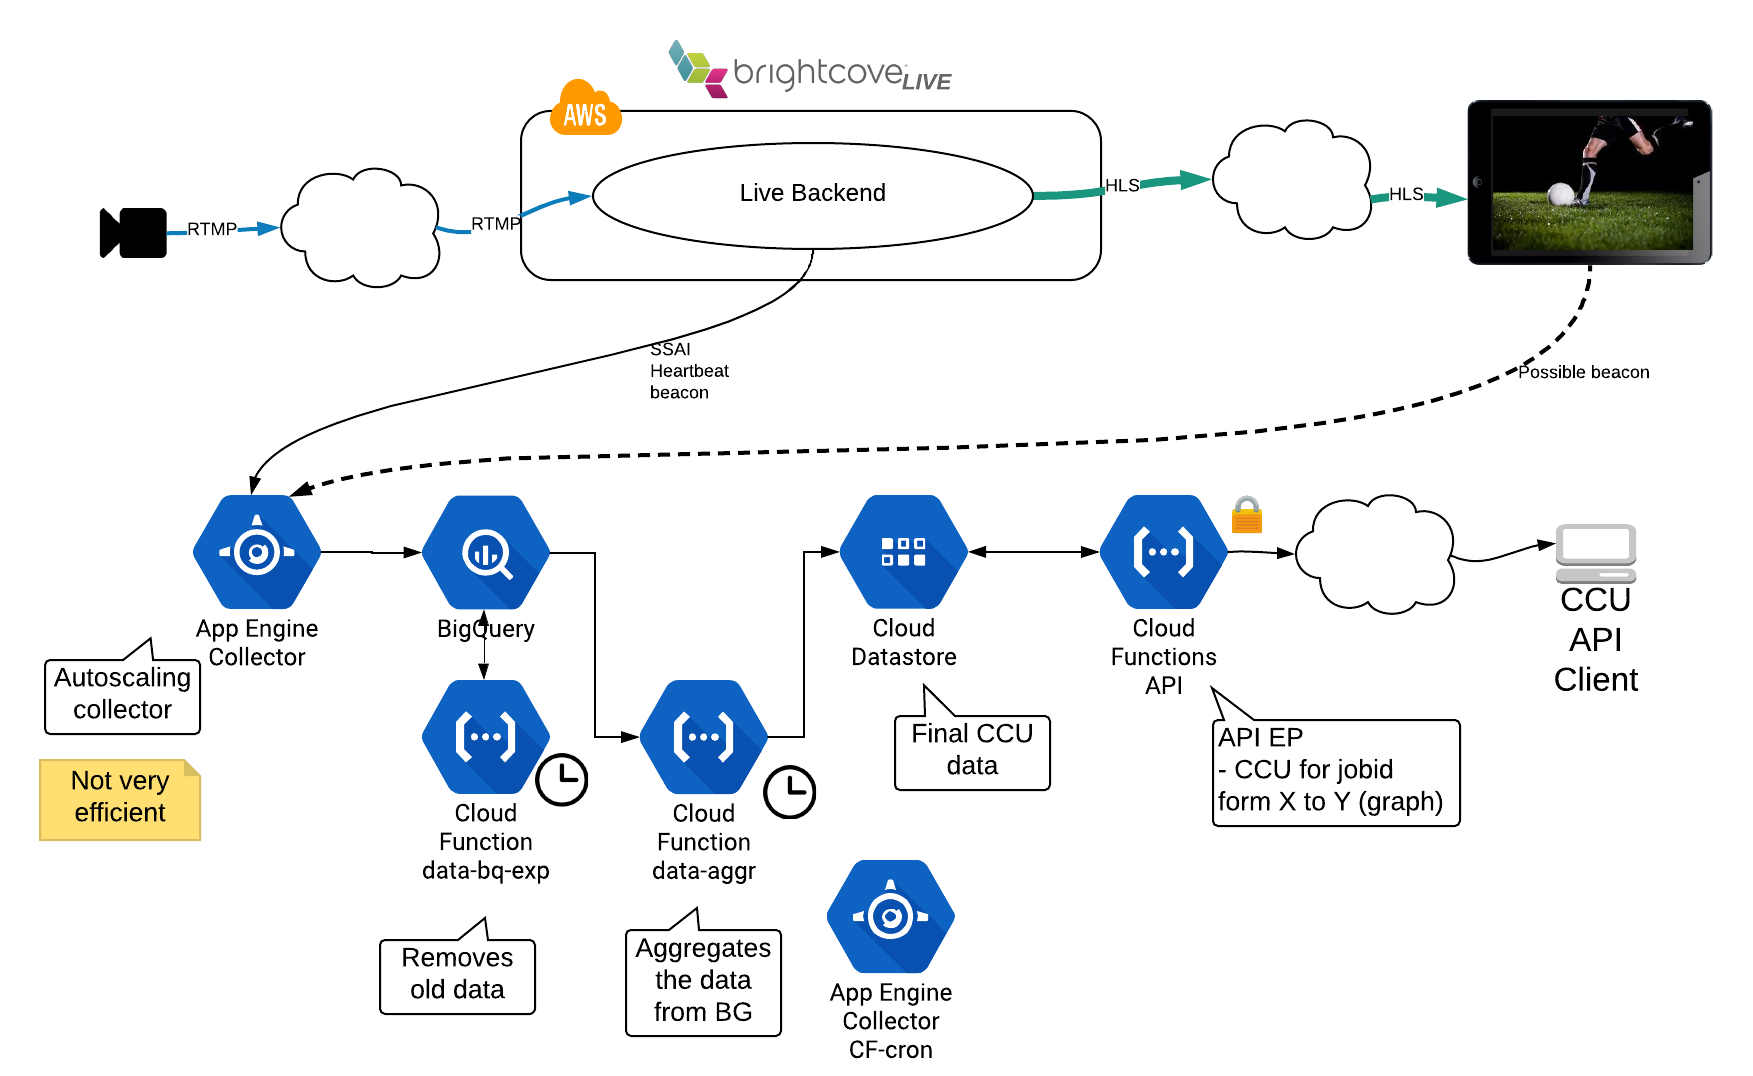 brightcove LIVE
AWS
Live Backend
RTMP
RTMP
HLS
HLS
SSAI
Heartbeat
beacon
Possible beacon
App Engine
Collector
BigQuery
Cloud
Datastore
Cloud
Functions
API
CCU
API
Client
Autoscaling
collector
Not very
efficient
Final CCU
data
API EP
- CCU for jobid
form X to Y (graph)
Cloud
Function
data-bq-exp
Cloud
Function
data-aggr
Removes
old data
Aggregates
the data
from BG
App Engine
Collector
CF-cron